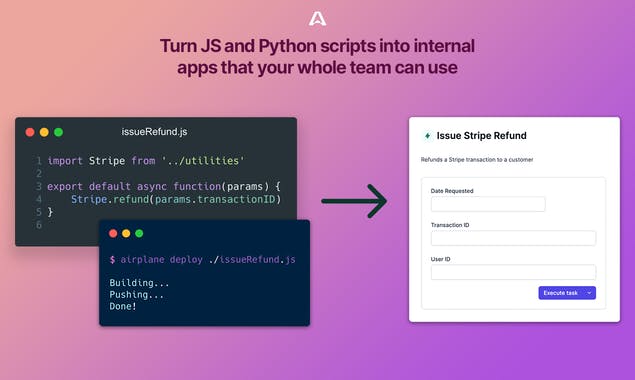 Turn JS and Python scripts into internal
apps that your whole team can use
issueRefund.js
1 import Stripe from '../utilities'
2
3 export default async function(params) {
4     Stripe.refund(params.transactionID)
5 }
6
$ airplane deploy ./issueRefund.js
Building...
Pushing...
Done!
Issue Stripe Refund
Refunds a Stripe transaction to a customer
Date Requested
Transaction ID
User ID
Execute task